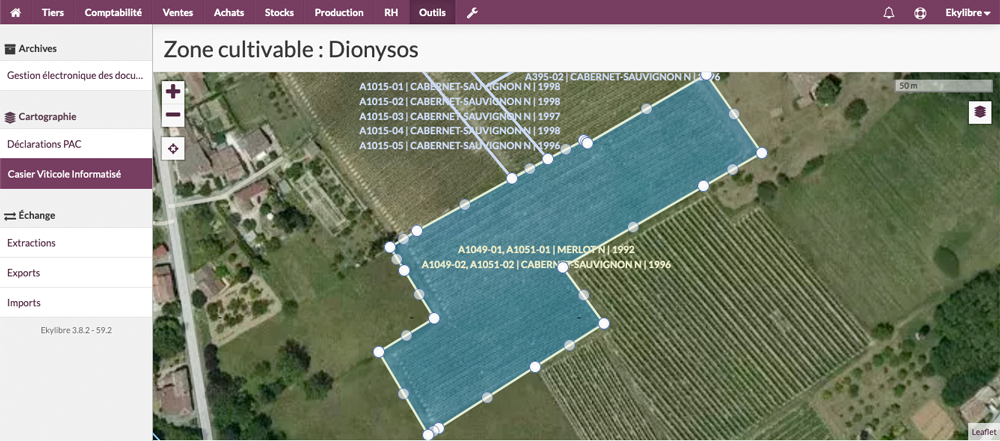 Tiers Comptabilité Ventes Achats Stocks Production RH Outils Ekylibre
Archives
Gestion électronique des docu...
Cartographie
Déclarations PAC
Casier Viticole Informatisé
Échange
Extractions
Exports
Imports
Ekylibre 3.8.2 - 59.2
Zone cultivable : Dionysos
A395-02 | CABERNET-SAUVIGNON N | 1996
A1015-01 | CABERNET-SAUVIGNON N | 1998
A1015-02 | CABERNET-SAUVIGNON N | 1998
A1015-03 | CABERNET-SAUVIGNON N | 1997
A1015-04 | CABERNET-SAUVIGNON N | 1998
A1015-05 | CABERNET-SAUVIGNON N | 1996
50 m
A1049-01, A1051-01 | MERLOT N | 1992
A1049-02, A1051-02 | CABERNET-SAUVIGNON N | 1996
Leaflet